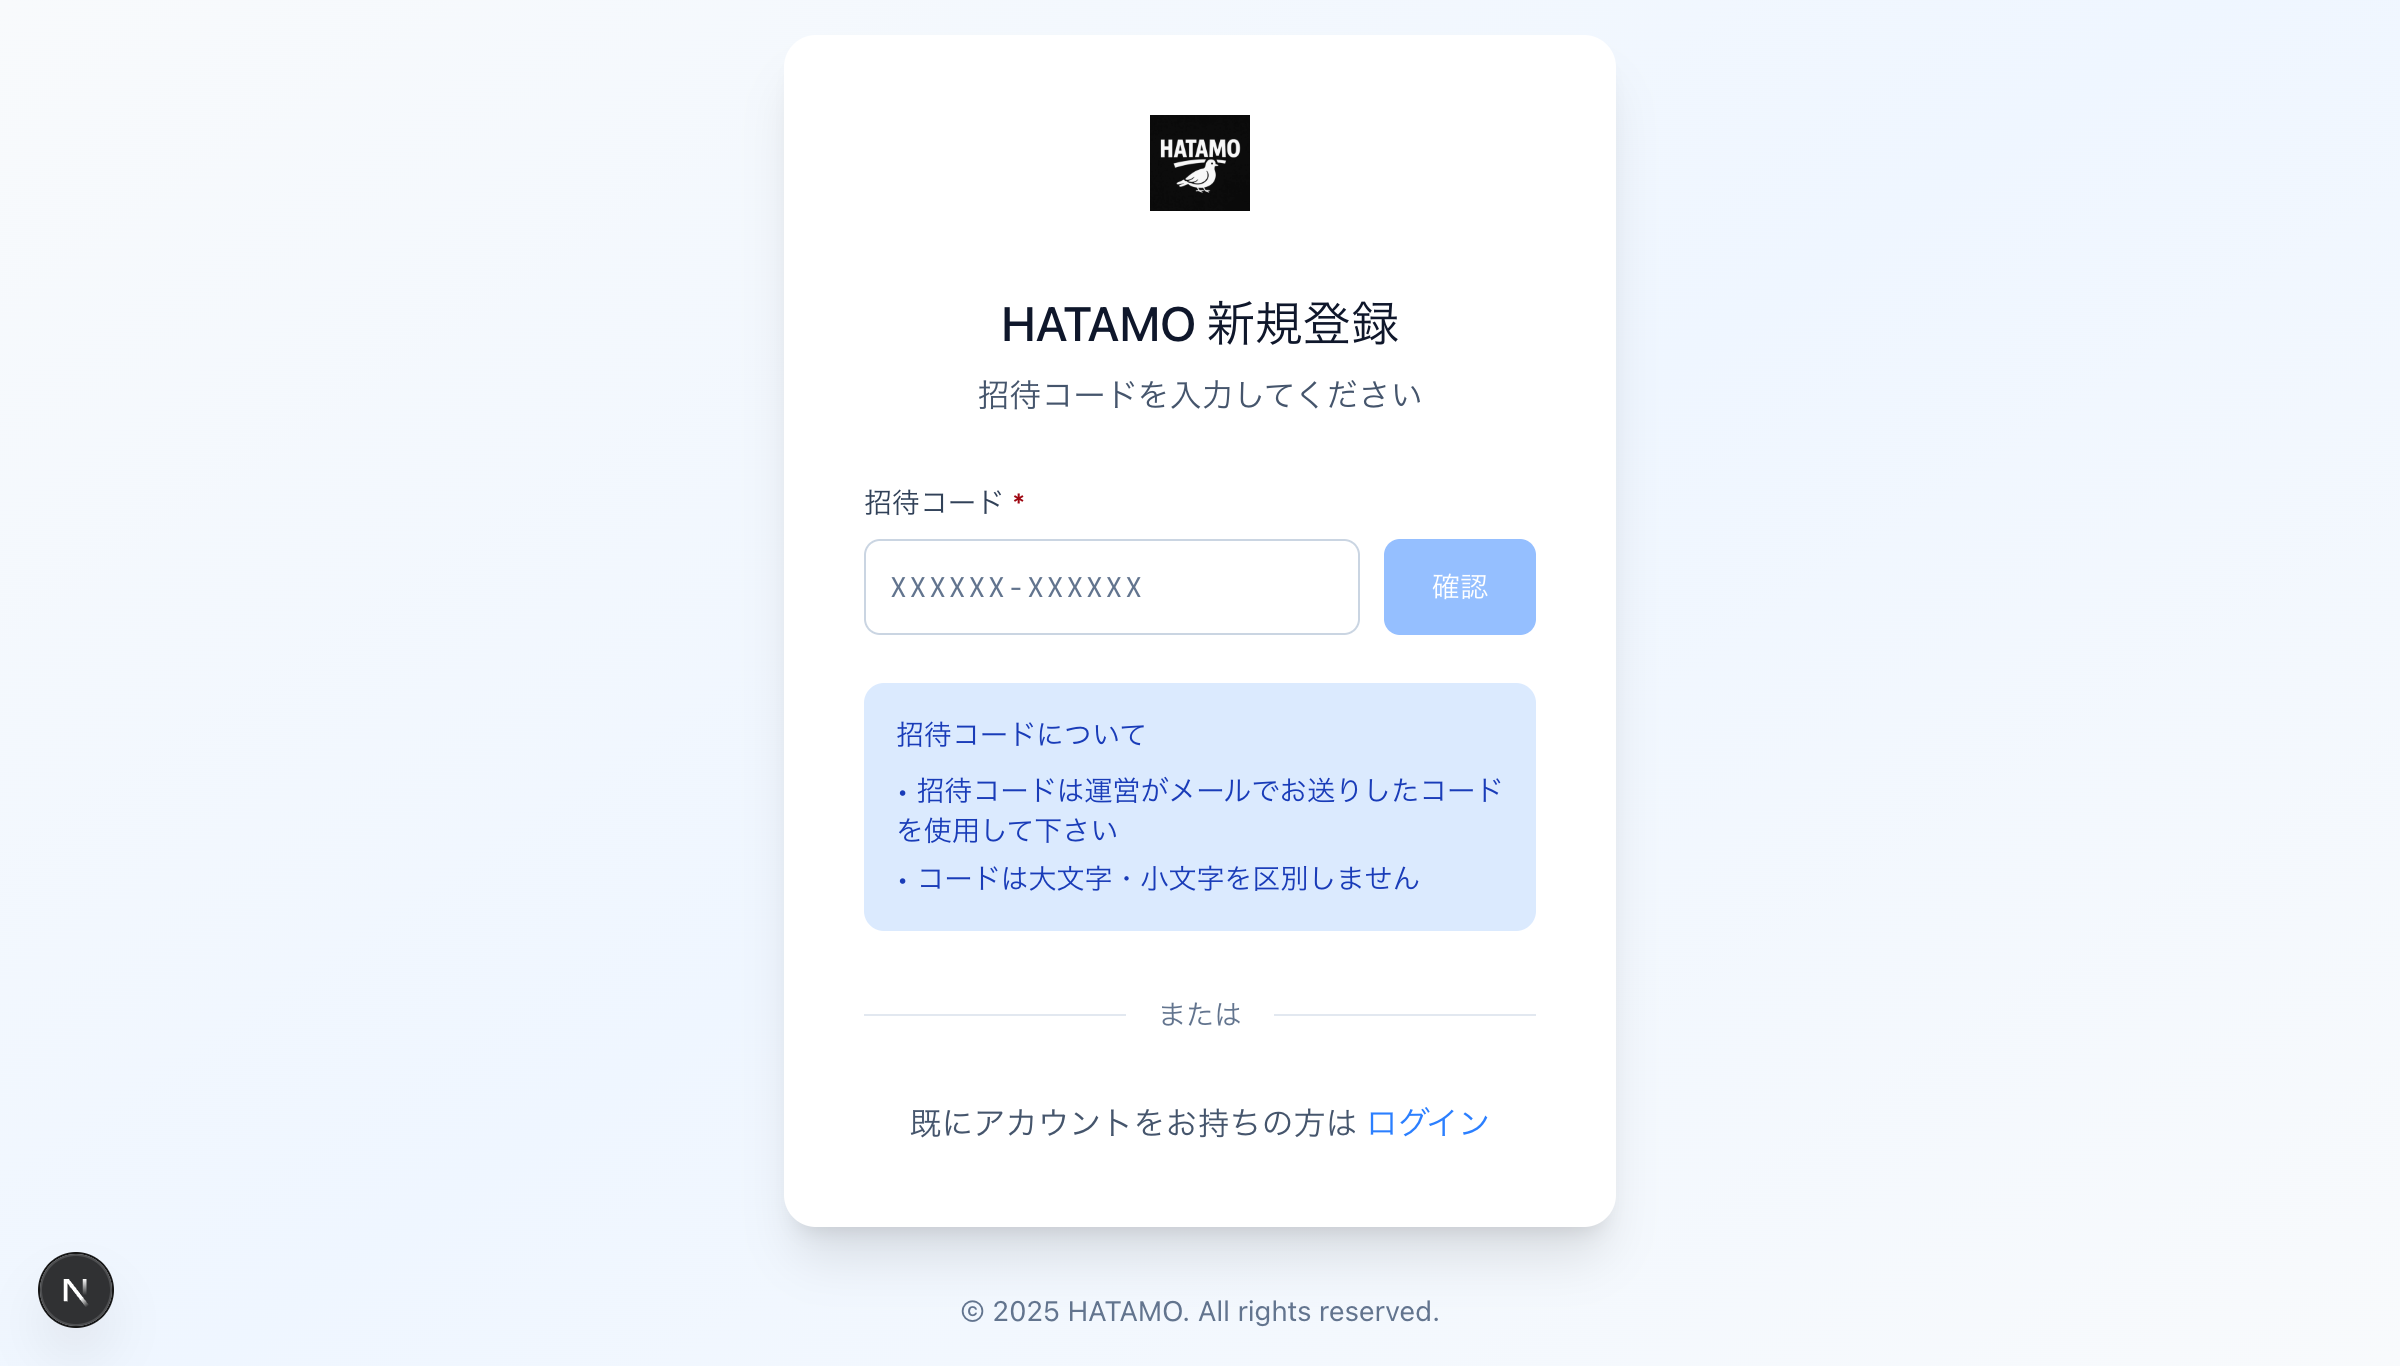 HATAMO
HATAMO 新規登録
招待コードを入力してください
招待コード *
XXXXXX-XXXXXX
確認
招待コードについて
• 招待コードは運営がメールでお送りしたコード
を使用して下さい
• コードは大文字・小文字を区別しません
または
既にアカウントをお持ちの方は ログイン
N
© 2025 HATAMO. All rights reserved.